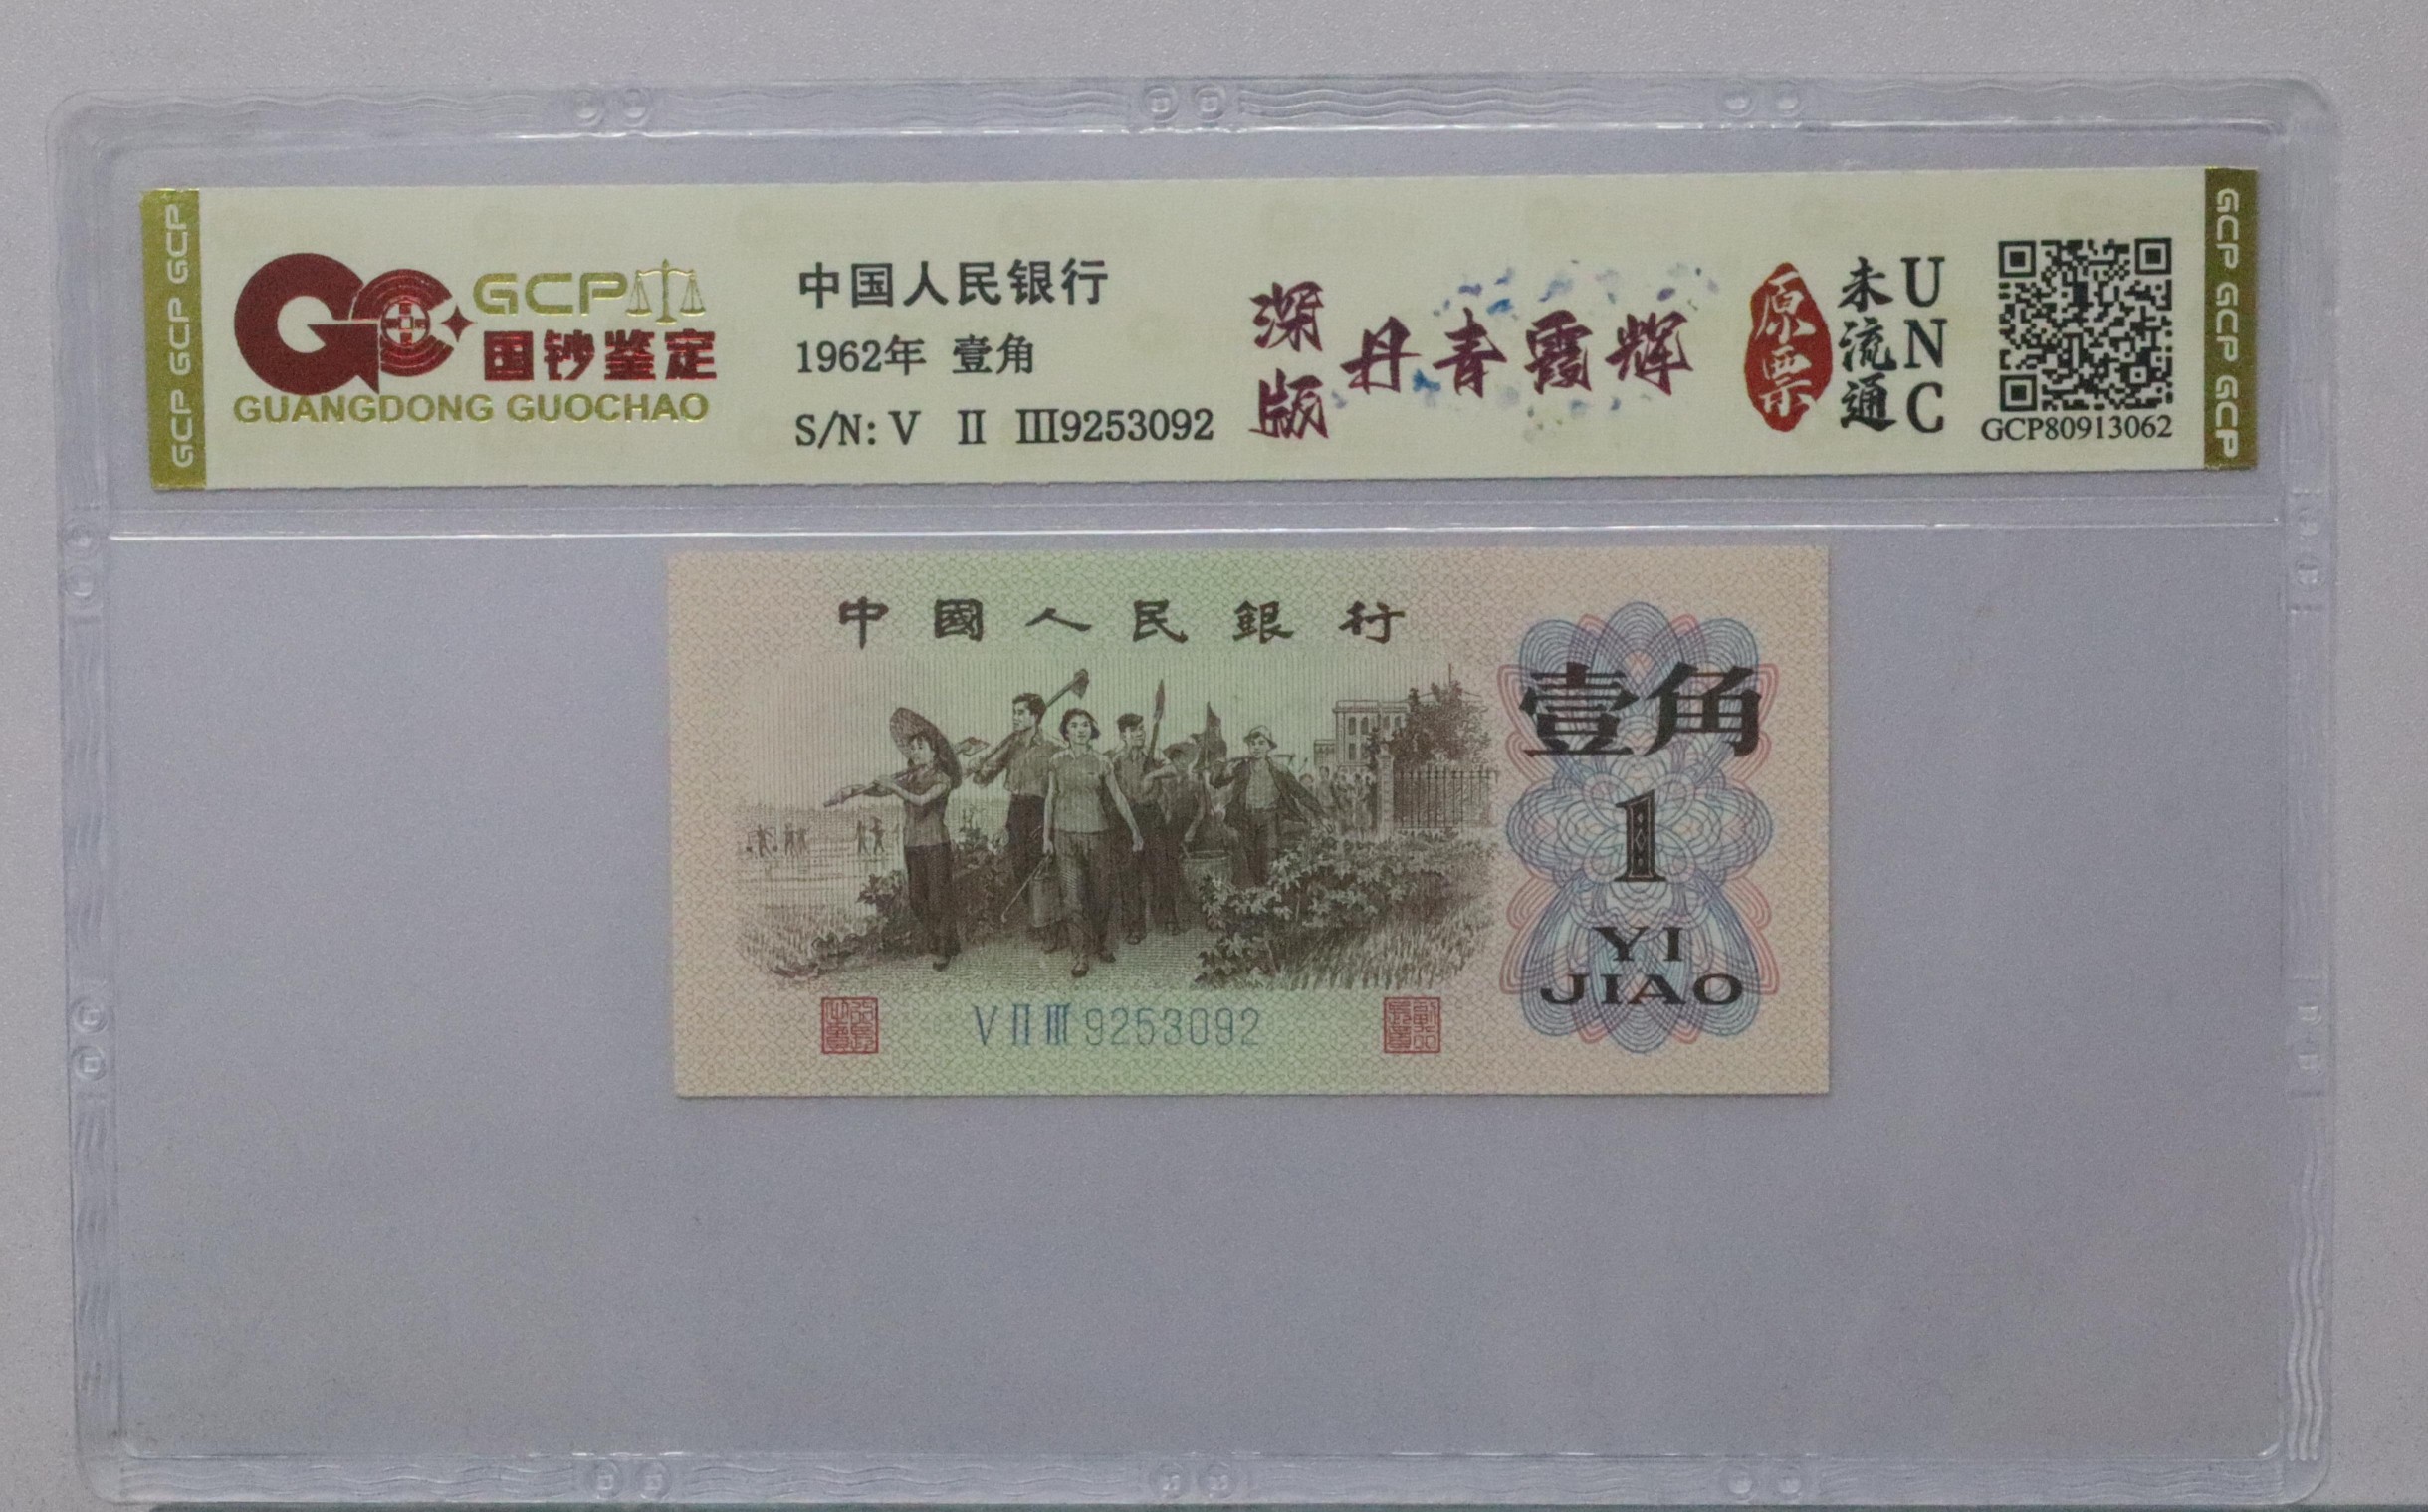 GCP GCP GCP
GCP
国钞鉴定
GUANGDONG GUOCHAO
中国人民银行
1962年 壹角
S/N: V Ⅱ Ⅲ9253092
深版
丹青霞辉
原票
未流通
UNC
GCP80913062
GCP GCP GCP
中國人民銀行
壹角
1
YI
JIAO
V Ⅱ Ⅲ 9253092